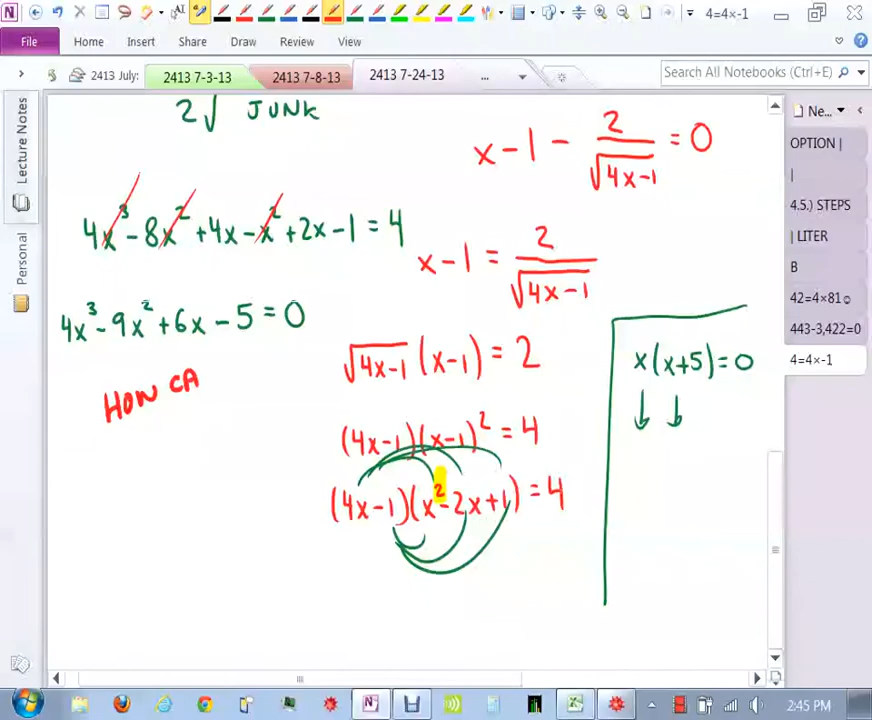 4=4×-1
File Home Insert Share Draw Review View
2413 July: 2413 7-3-13 2413 7-8-13 2413 7-24-13 ... Search All Notebooks (Ctrl+E)
Lecture Notes
Personal
2√ JUNK
4x³-8x²+4x-x²+2x-1=4
4x³-9x²+6x-5=0
HOW CA
x-1-2/√(4x-1)=0
x-1=2/√(4x-1)
√(4x-1)(x-1)=2
(4x-1)(x-1)²=4
(4x-1)(x²-2x+1)=4
x(x+5)=0
↓ ↓
Ne...
OPTION |
|
4.5.) STEPS
| LITER
B
42=4×81☺
443-3,422=0
4=4×-1
2:45 PM